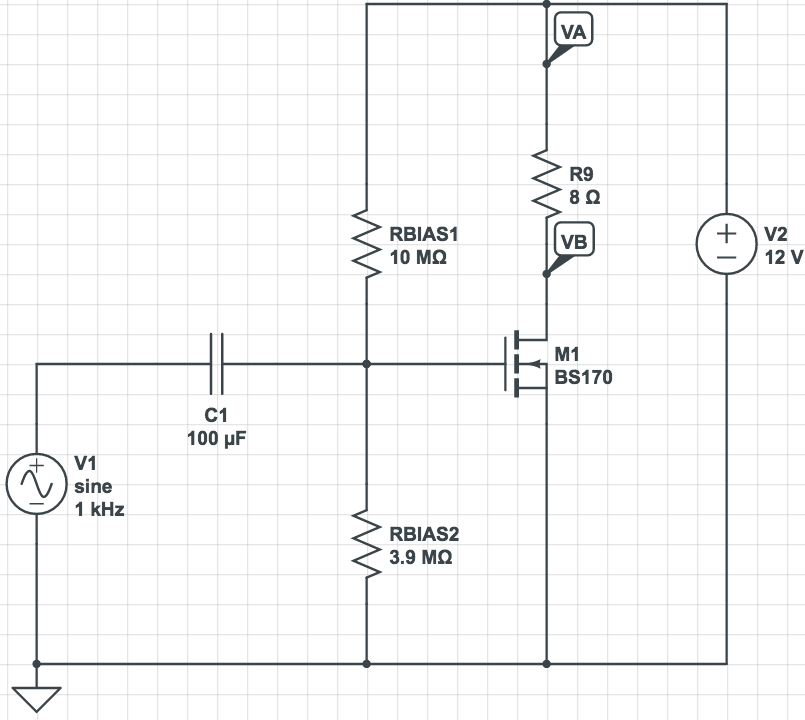 VA
R9
8 Ω
RBIAS1
10 MΩ
VB
V2
12 V
M1
BS170
C1
100 µF
V1
sine
1 kHz
RBIAS2
3.9 MΩ